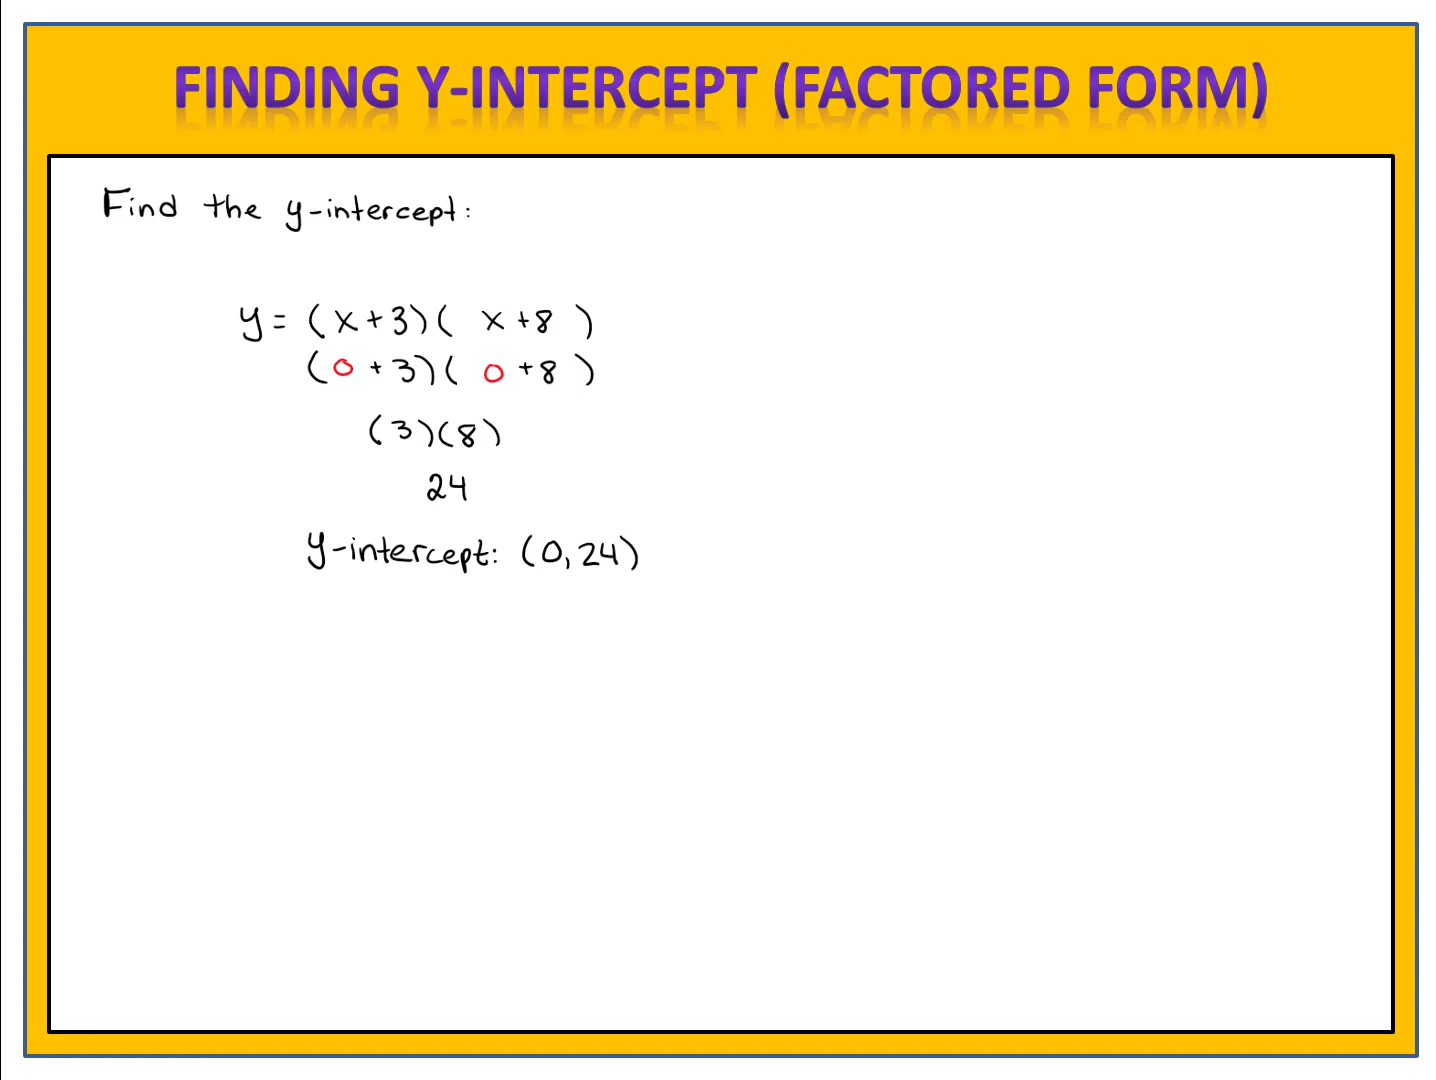 FINDING Y-INTERCEPT (FACTORED FORM)
Find the y-intercept:
y = (x + 3)( x + 8 )
(0 + 3)( 0 + 8 )
(3)(8)
24
y-intercept: (0, 24)